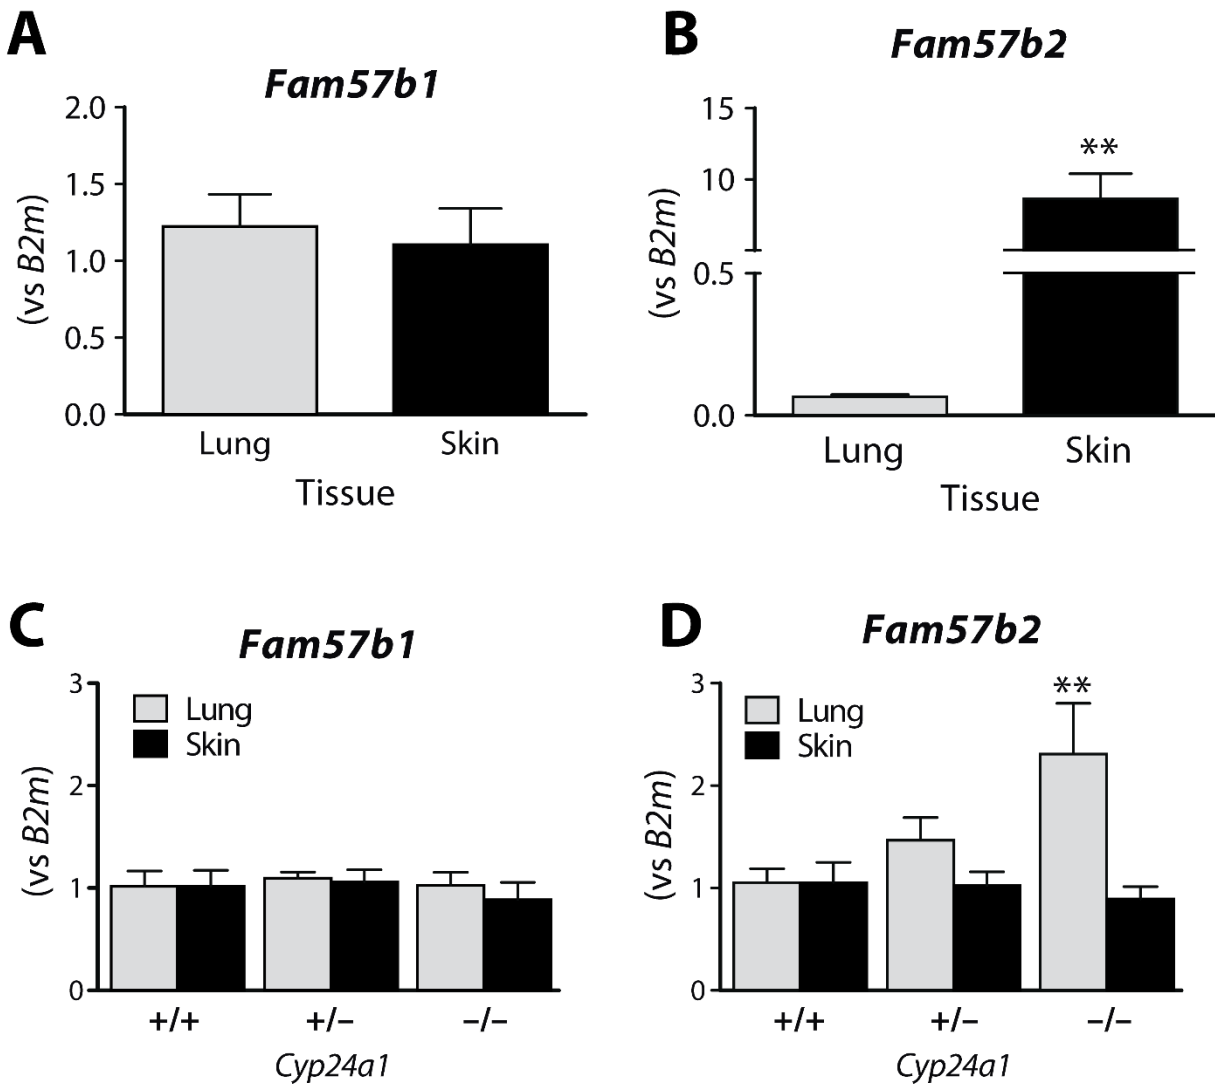 A
Fam57b1
2.0
1.5
1.0
0.5
0.0
(vs B2m)
Lung Skin
Tissue
B
Fam57b2
15
10
0.5
0.0
(vs B2m)
**
Lung Skin
Tissue
C
Fam57b1
3
2
1
0
(vs B2m)
Lung
Skin
+/+ +/– –/–
Cyp24a1
D
Fam57b2
3
2
1
0
(vs B2m)
Lung
Skin
**
+/+ +/– –/–
Cyp24a1